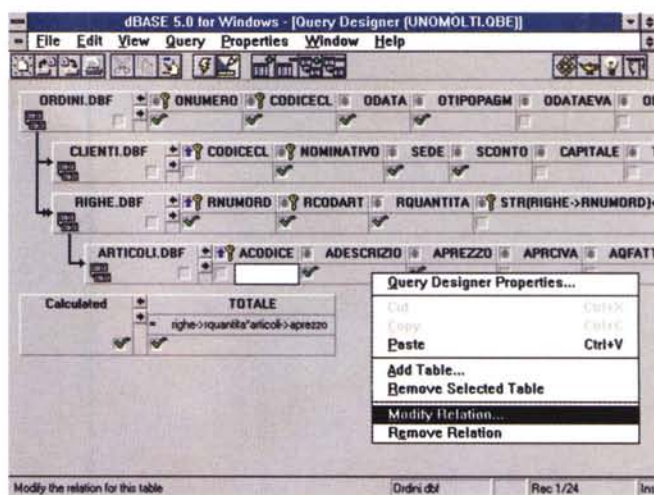 dBASE 5.0 for Windows - [Query Designer (UNOMOLTI.QBE)]
File Edit View Query Properties Window Help
ORDINI.DBF ONUMERO CODICECL ODATA OTIPOPAGM ODATAEVA
CLIENTI.DBF CODICECL NOMINATIVO SEDE SCONTO CAPITALE
RIGHE.DBF RNUMORD RCODART RQUANTITA STR(RIGHE->RNUMORD)+
ARTICOLI.DBF ACODICE ADESCRIZIO APREZZO APRCIVA AQFATT
Calculated TOTALE
= righe->rquantita*articoli->aprezzo
Query Designer Properties...
Cut Ctrl+X
Copy Ctrl+C
Paste Ctrl+V
Add Table...
Remove Selected Table
Modify Relation...
Remove Relation
Modify the relation for this table Ordini dbf Rec 1/24 Ins